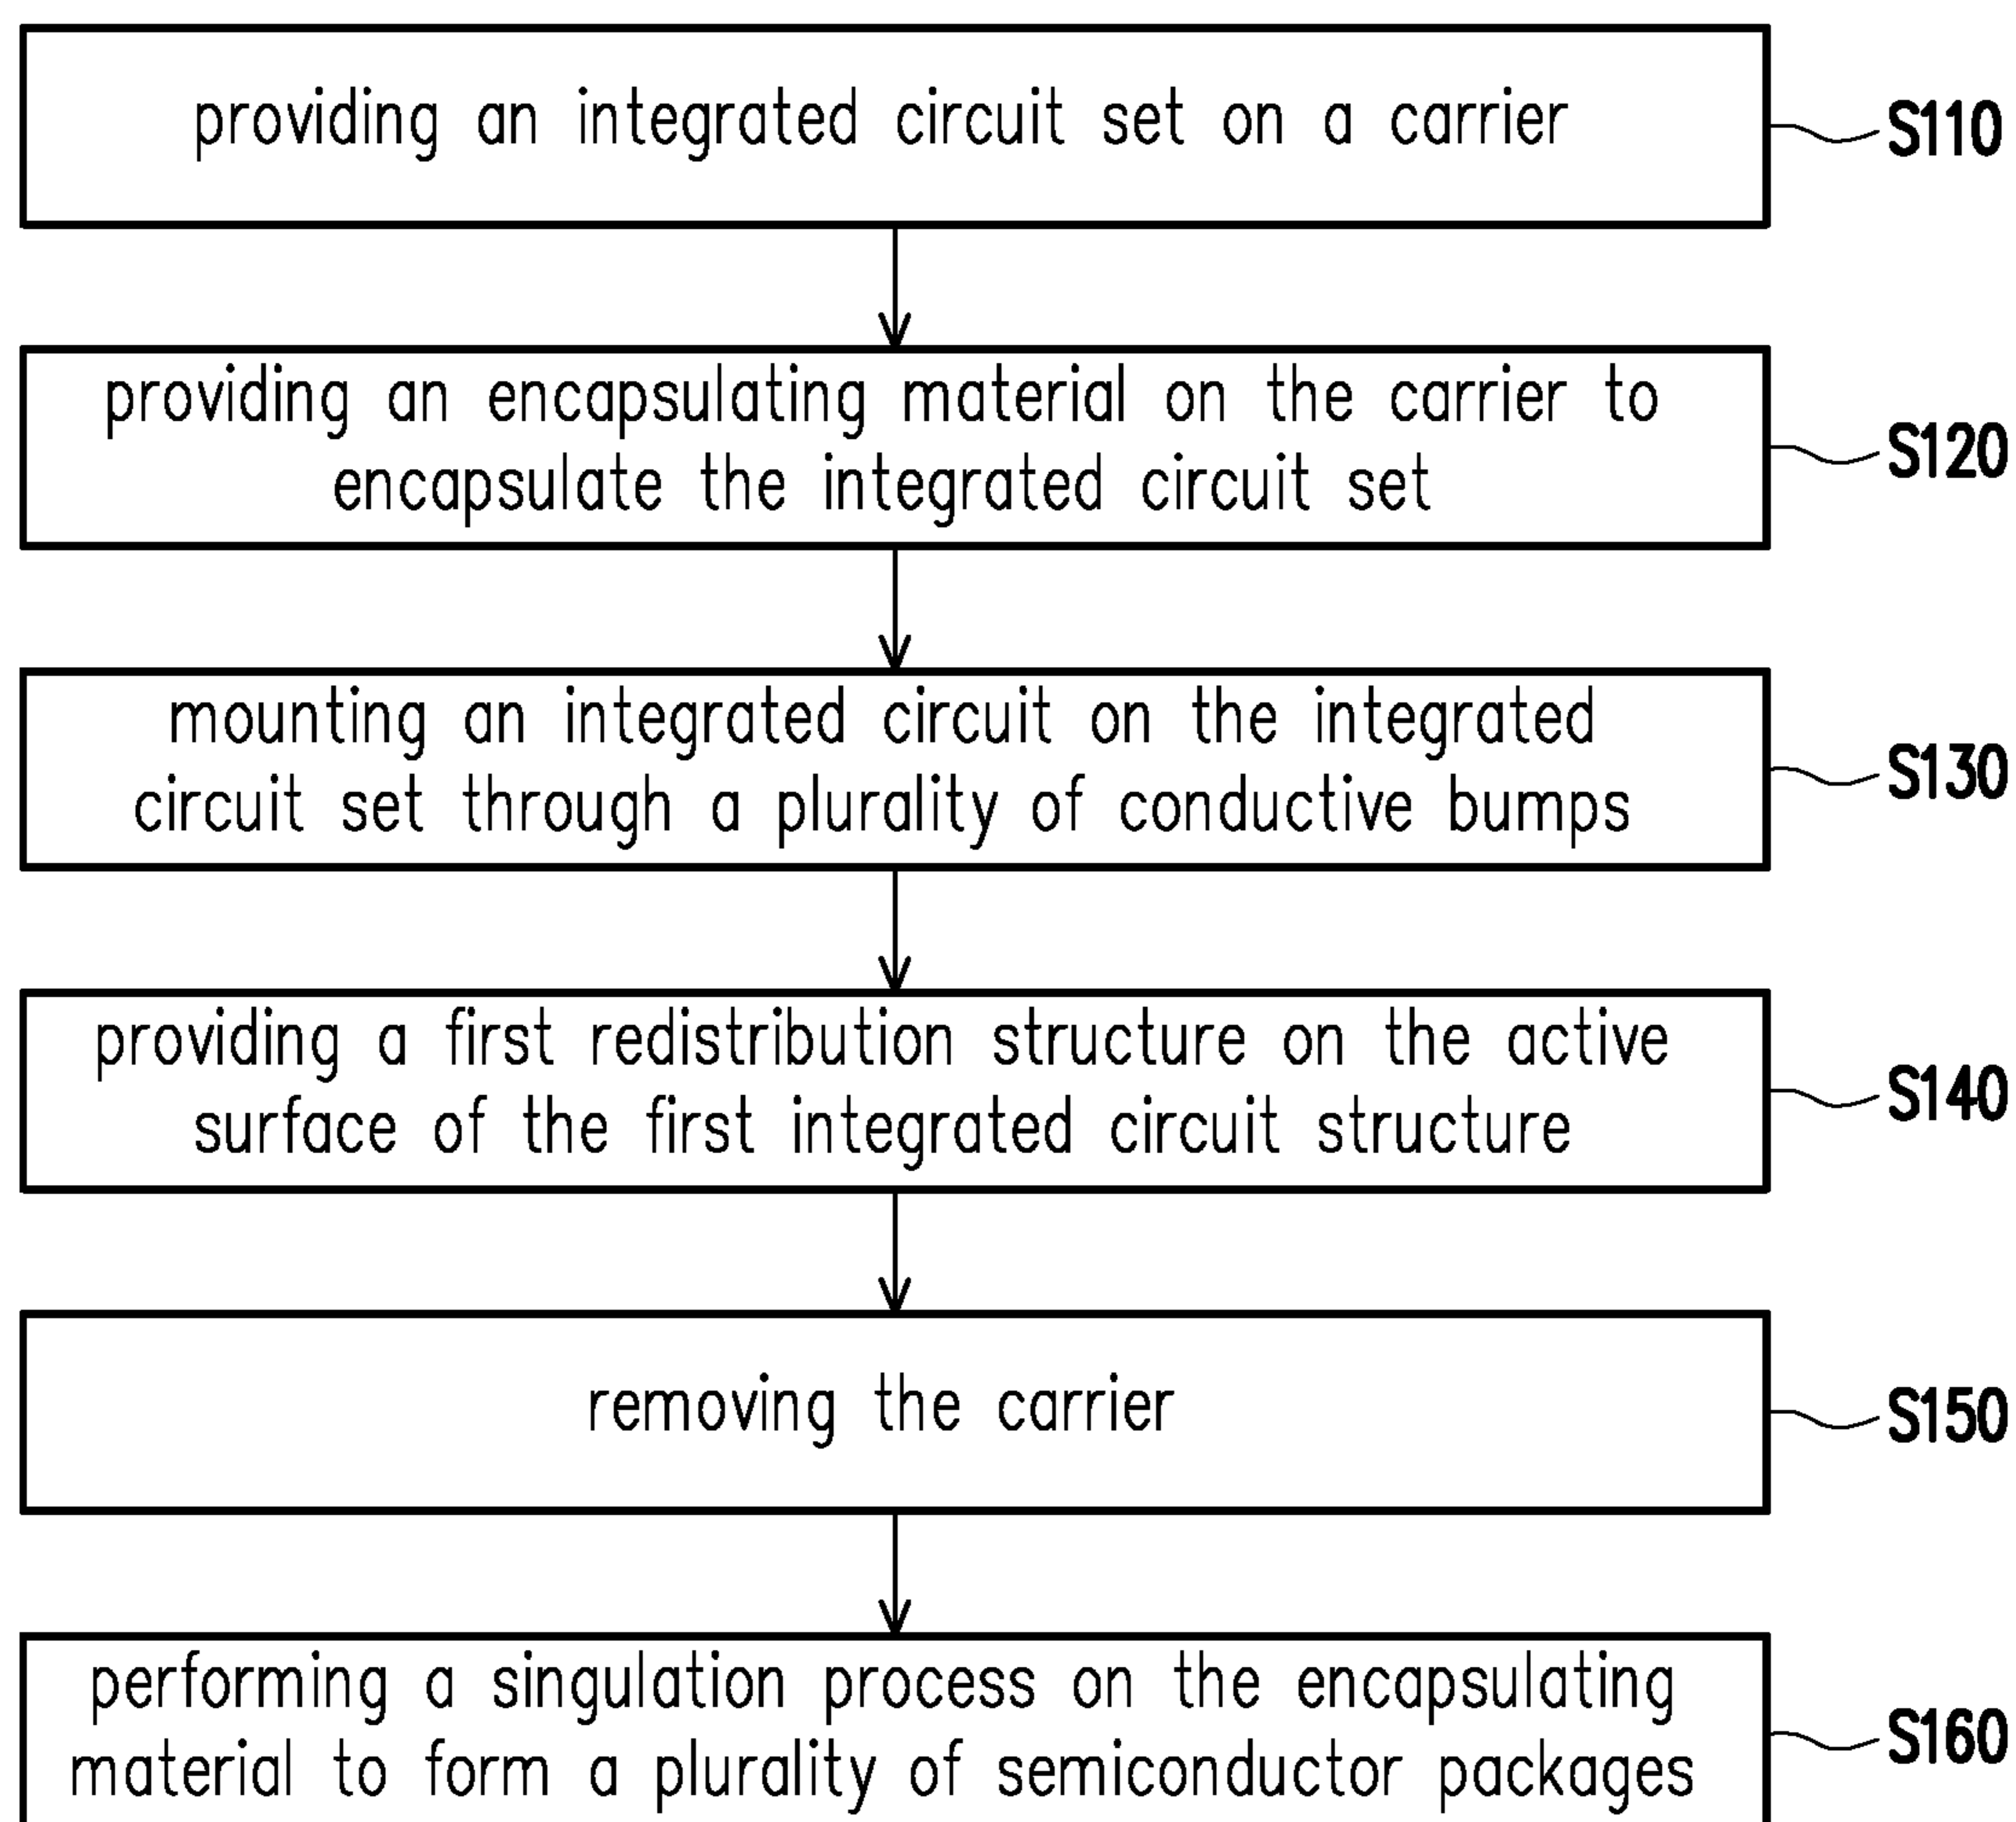 providing an integrated circuit set on a carrier
S110
providing an encapsulating material on the carrier to
encapsulate the integrated circuit set
S120
mounting an integrated circuit on the integrated
circuit set through a plurality of conductive bumps
S130
providing a first redistribution structure on the active
surface of the first integrated circuit structure
S140
removing the carrier
S150
performing a singulation process on the encapsulating
material to form a plurality of semiconductor packages
S160